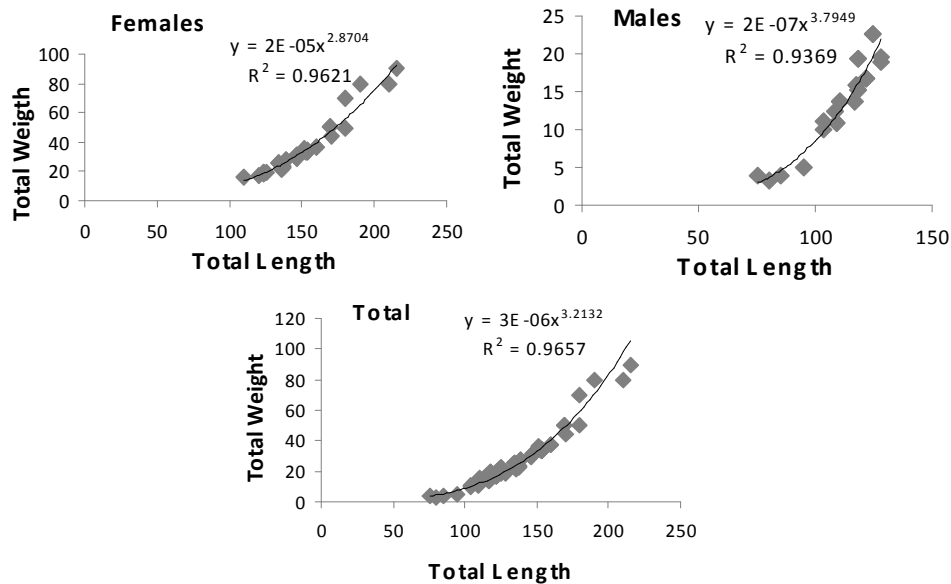 Females
y = 2E-05x^2.8704
R² = 0.9621
100
80
60
40
20
0
0 50 100 150 200 250
Total Weigth
Total Length
Males
y = 2E-07x^3.7949
R² = 0.9369
25
20
15
10
5
0
0 50 100 150
Total Weight
Total Length
Total
y = 3E-06x^3.2132
R² = 0.9657
120
100
80
60
40
20
0
0 50 100 150 200 250
Total Weight
Total Length